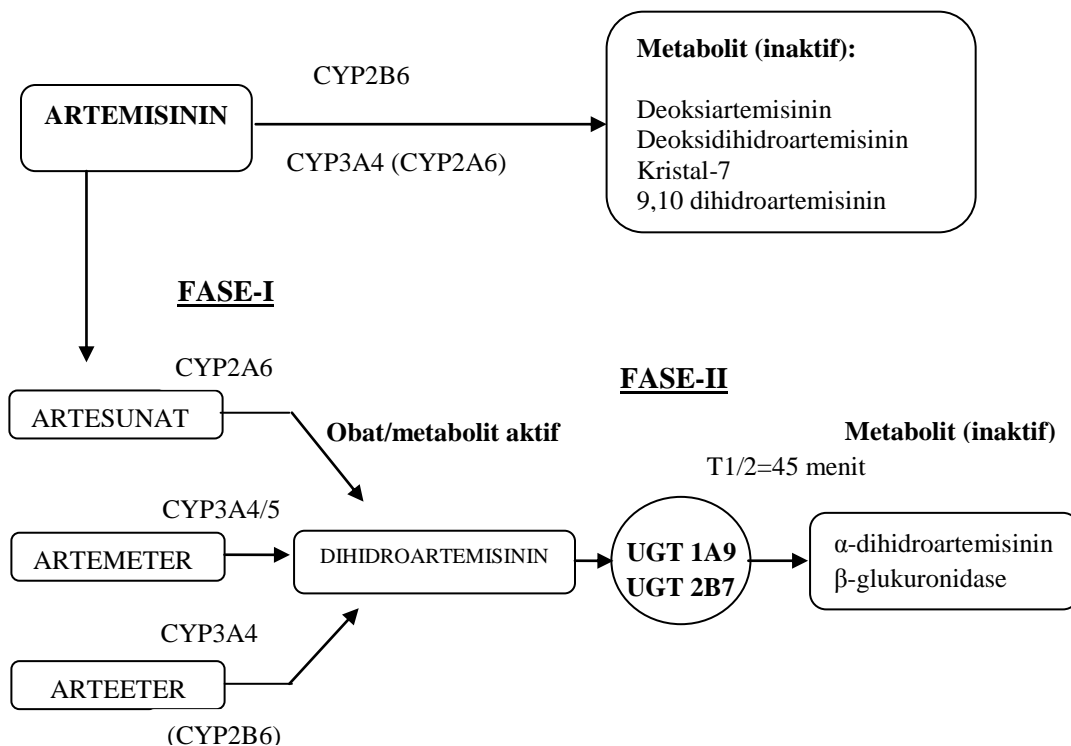 CYP2B6
ARTEMISININ
CYP3A4 (CYP2A6)
Metabolit (inaktif):
Deoksiartemisinin
Deoksidihidroartemisinin
Kristal-7
9,10 dihidroartemisinin
FASE-I
CYP2A6
ARTESUNAT
Obat/metabolit aktif
FASE-II
Metabolit (inaktif)
T1/2=45 menit
CYP3A4/5
ARTEMETER
DIHIDROARTEMISININ
UGT 1A9
UGT 2B7
α-dihidroartemisinin
β-glukuronidase
CYP3A4
ARTEETER
(CYP2B6)